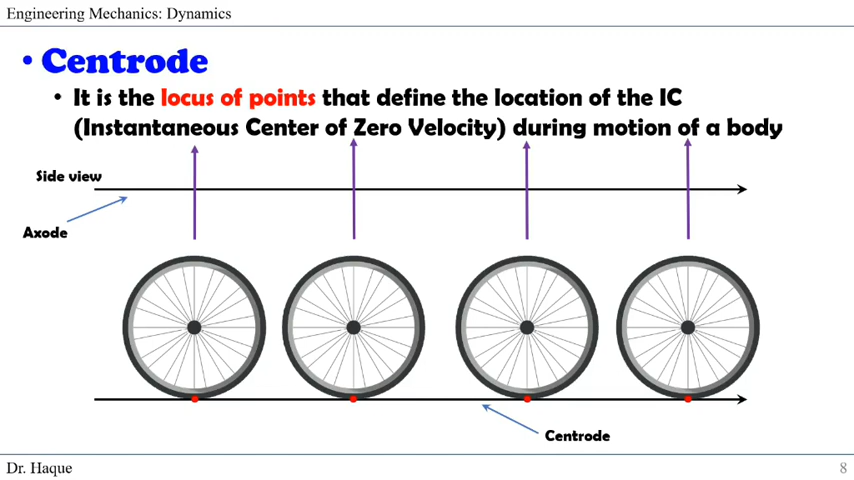 Engineering Mechanics: Dynamics
• Centrode
• It is the locus of points that define the location of the IC
(Instantaneous Center of Zero Velocity) during motion of a body
Side view
Axode
Centrode
Dr. Haque
8